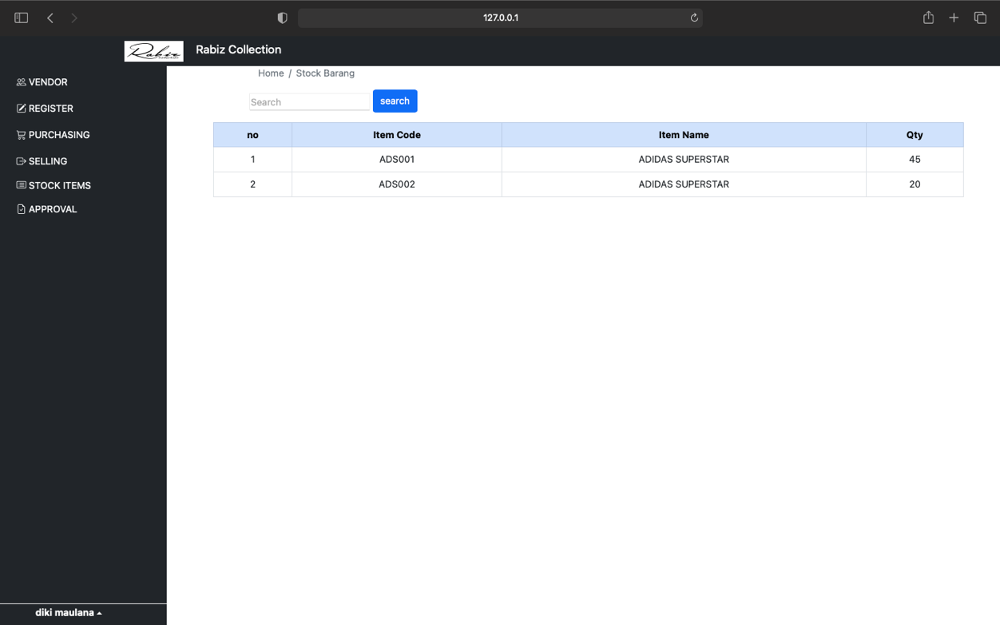 127.0.0.1
Rabiz
Rabiz Collection
VENDOR
REGISTER
PURCHASING
SELLING
STOCK ITEMS
APPROVAL
diki maulana
Home / Stock Barang
Search search
no Item Code Item Name Qty
1 ADS001 ADIDAS SUPERSTAR 45
2 ADS002 ADIDAS SUPERSTAR 20